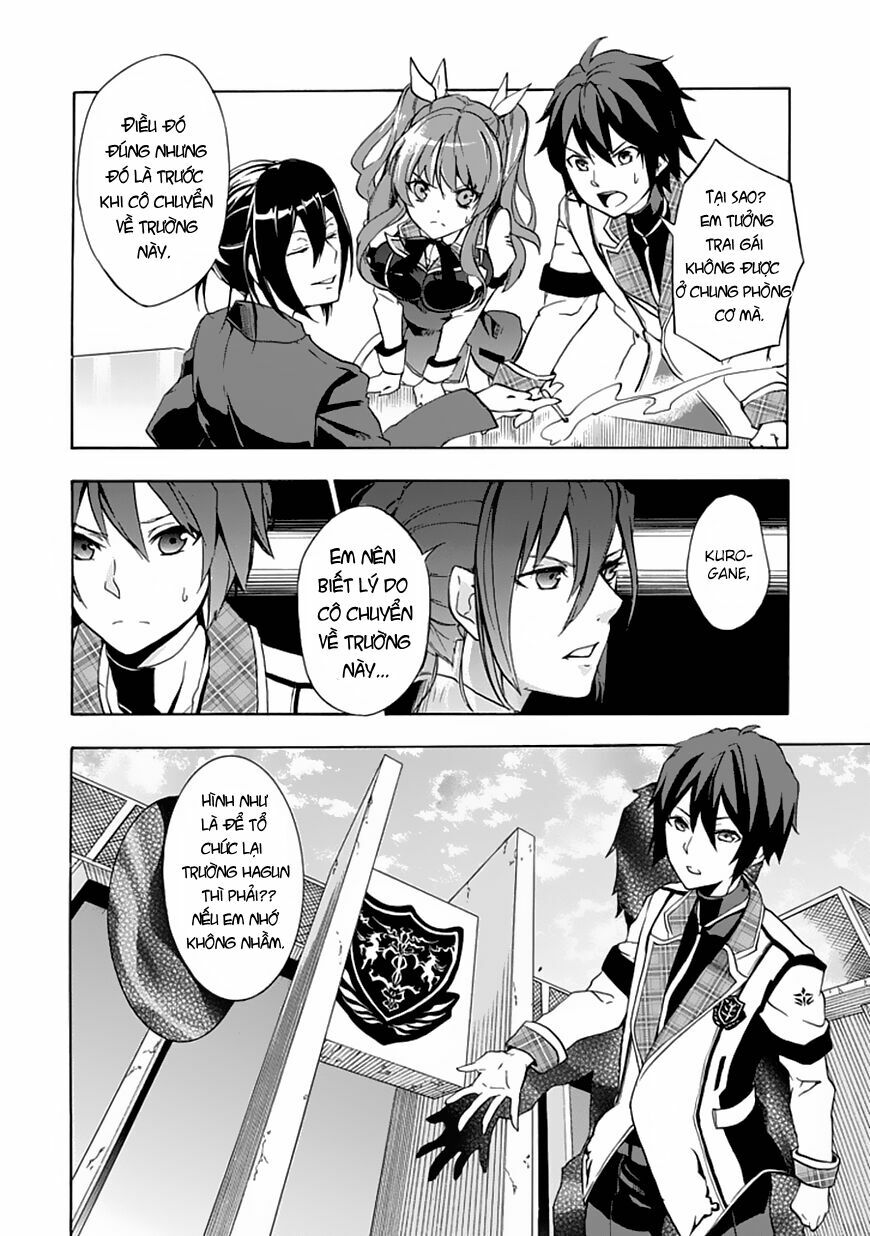 TẠI SAO?
EM TƯỞNG
TRAI GÁI
KHÔNG ĐƯỢC
Ở CHUNG PHÒNG
CƠ MÀ.
ĐIỀU ĐÓ
ĐÚNG NHƯNG
ĐÓ LÀ TRƯỚC
KHI CÔ CHUYỂN
VỀ TRƯỜNG
NÀY.
KURO-
GANE,
EM NÊN
BIẾT LÝ DO
CÔ CHUYỂN
VỀ TRƯỜNG
NÀY...
HÌNH NHƯ
LÀ ĐỂ TỔ
CHỨC LẠI
TRƯỜNG HAGUN
THÌ PHẢI??
NẾU EM NHỚ
KHÔNG NHẦM.